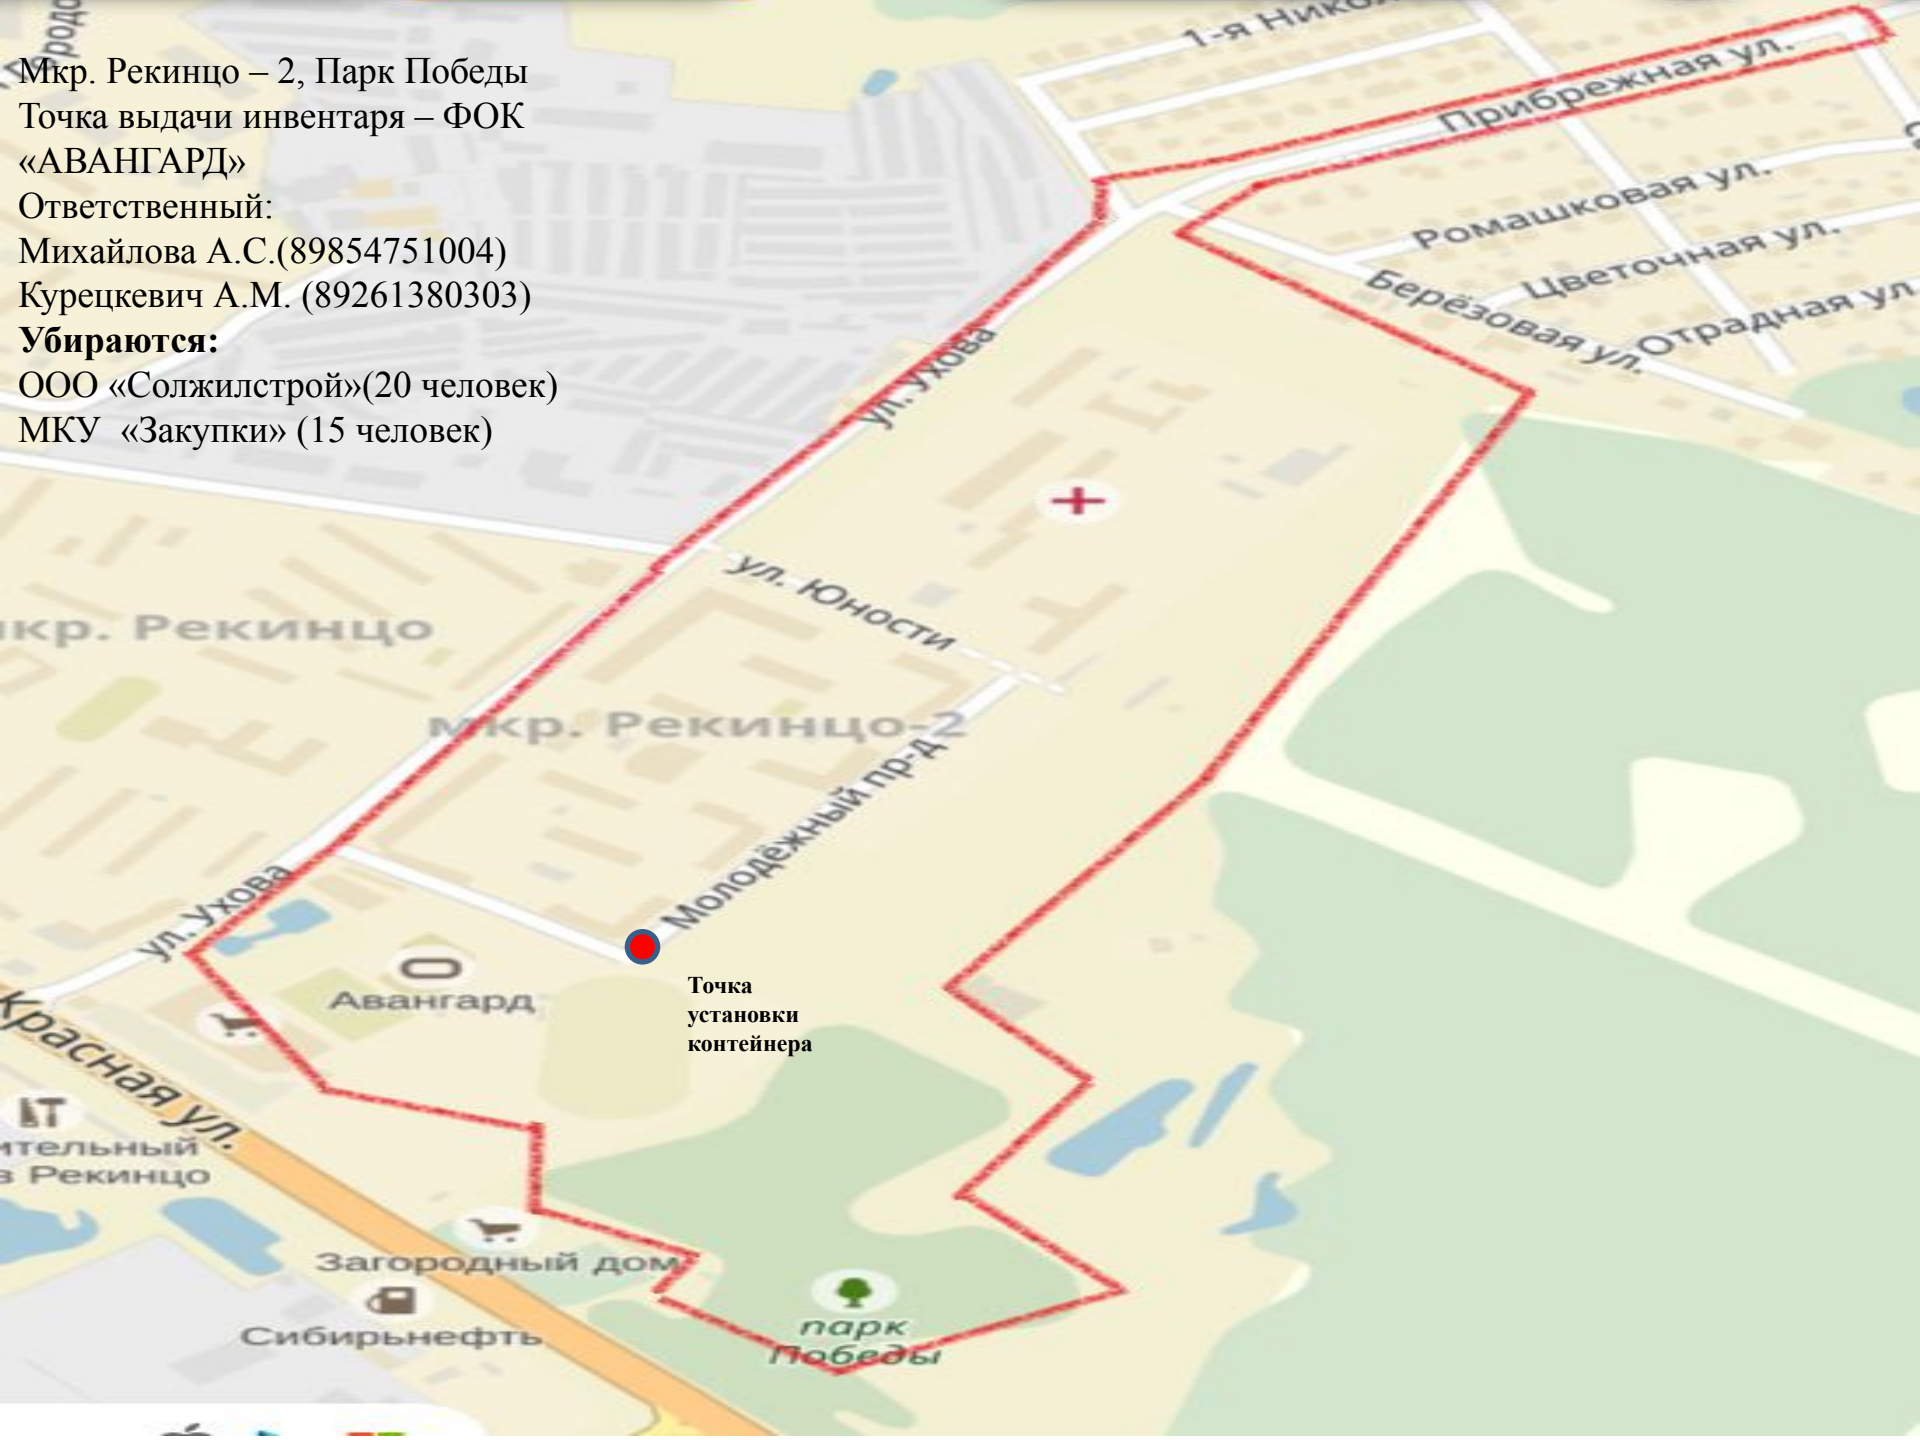 Мкр. Рекинцо – 2, Парк Победы
Точка выдачи инвентаря – ФОК
«АВАНГАРД»
Ответственный:
Михайлова А.С.(89854751004)
Курецкевич А.М. (89261380303)
Убираются:
ООО «Солжилстрой»(20 человек)
МКУ «Закупки» (15 человек)
Прибрежная ул.
Ромашковая ул.
Цветочная ул.
Берёзовая ул.
Отрадная ул.
ул. Ухова
ул. Юности
Рекинцо
мкр. Рекинцо-2
Молодёжный пр-д
ул. Ухова
Авангард
Точка
установки
контейнера
Красная ул.
Рекинцо
Загородный дом
Сибирьнефть
парк
Победы